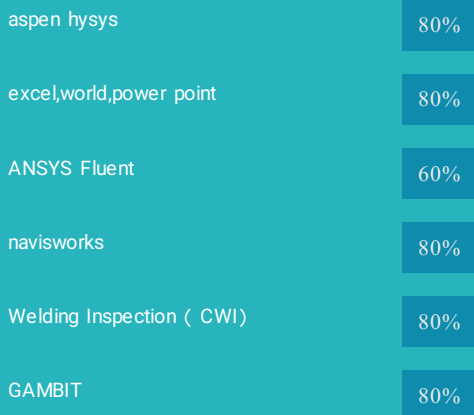 aspen hysys 80%
excel,world,power point 80%
ANSYS Fluent 60%
navisworks 80%
Welding Inspection ( CWI) 80%
GAMBIT 80%